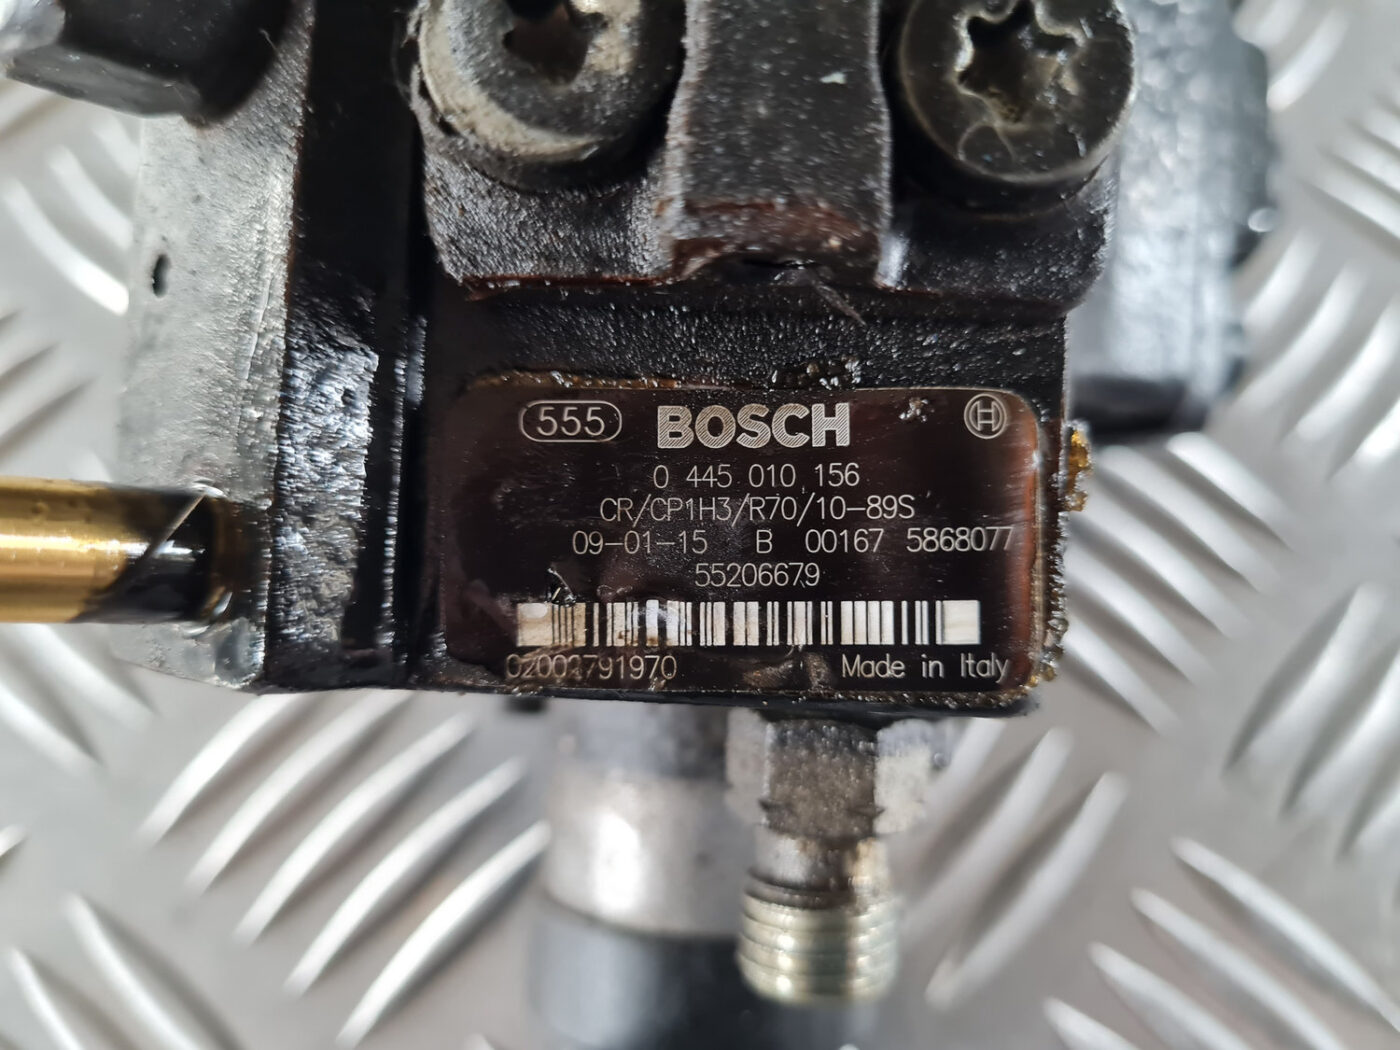 555 BOSCH
0 445 010 156
CR/CP1H3/R70/10-89S
09-01-15 B 00167 5868077
55206679
02002791970 Made in Italy